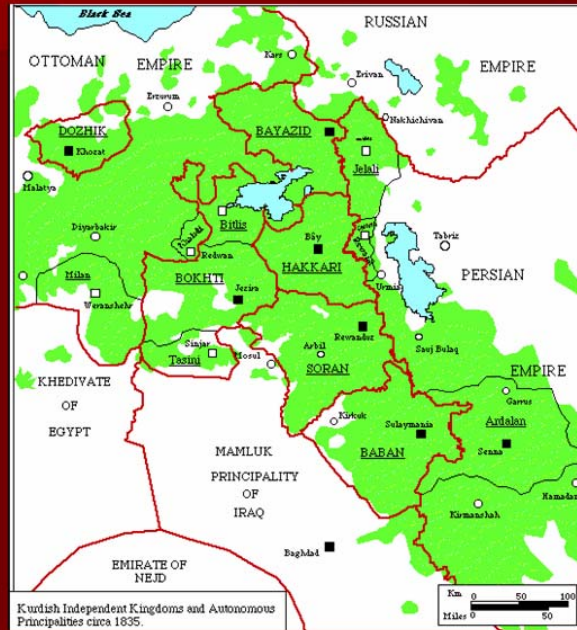 Black Sea
RUSSIAN
EMPIRE
OTTOMAN
EMPIRE
Kars
Erivan
Erzurum
Nakhichivan
DOZHIK
Khozat
BAYAZID
Jelali
Malatya
Bitlis
Diyarbakir
Khaldi
Redwan
HAKKARI
Tabriz
PERSIAN
EMPIRE
Urmia
Milan
Weranshehr
BOKHTI
Jezira
Rewanduz
Sauj Bulaq
Sinjar
Tasini
Mosul
Arbil
SORAN
KHEDIVATE
OF
EGYPT
Garrus
Ardalan
Senna
Kirkuk
Sulaymania
BABAN
MAMLUK
PRINCIPALITY
OF
IRAQ
Hamadan
Kirmanshah
Baghdad
EMIRATE OF
NEJD
Km
0
50
100
Miles
0
50
Kurdish Independent Kingdoms and Autonomous
Principalities circa 1835.